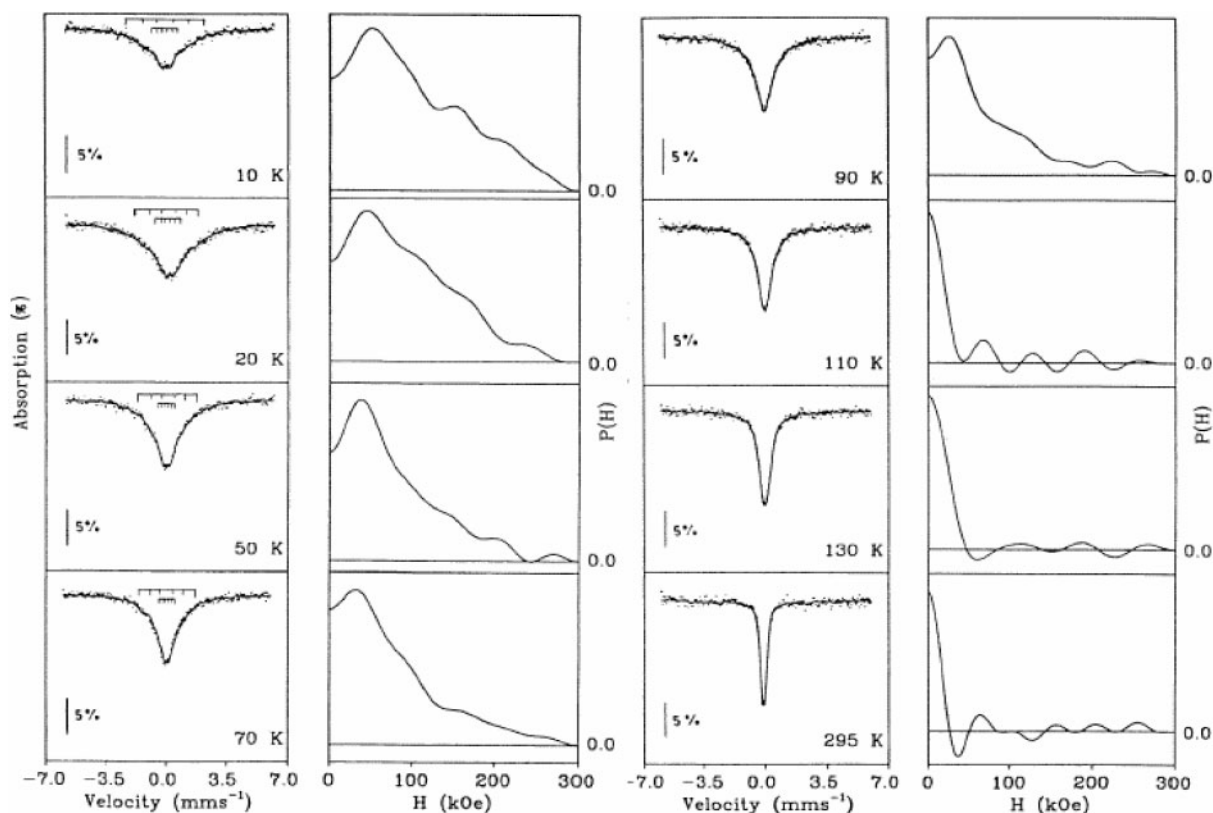 Absorption (%)
5%
10 K
5%
20 K
5%
50 K
5%
70 K
-7.0 -3.5 0.0 3.5 7.0
Velocity (mms⁻¹)
0.0
0.0
0.0
0.0
P(H)
0 100 200 300
H (kOe)
5%
90 K
5%
110 K
5%
130 K
5%
295 K
-7.0 -3.5 0.0 3.5 7.0
Velocity (mms⁻¹)
0.0
0.0
0.0
0.0
P(H)
0 100 200 300
H (kOe)